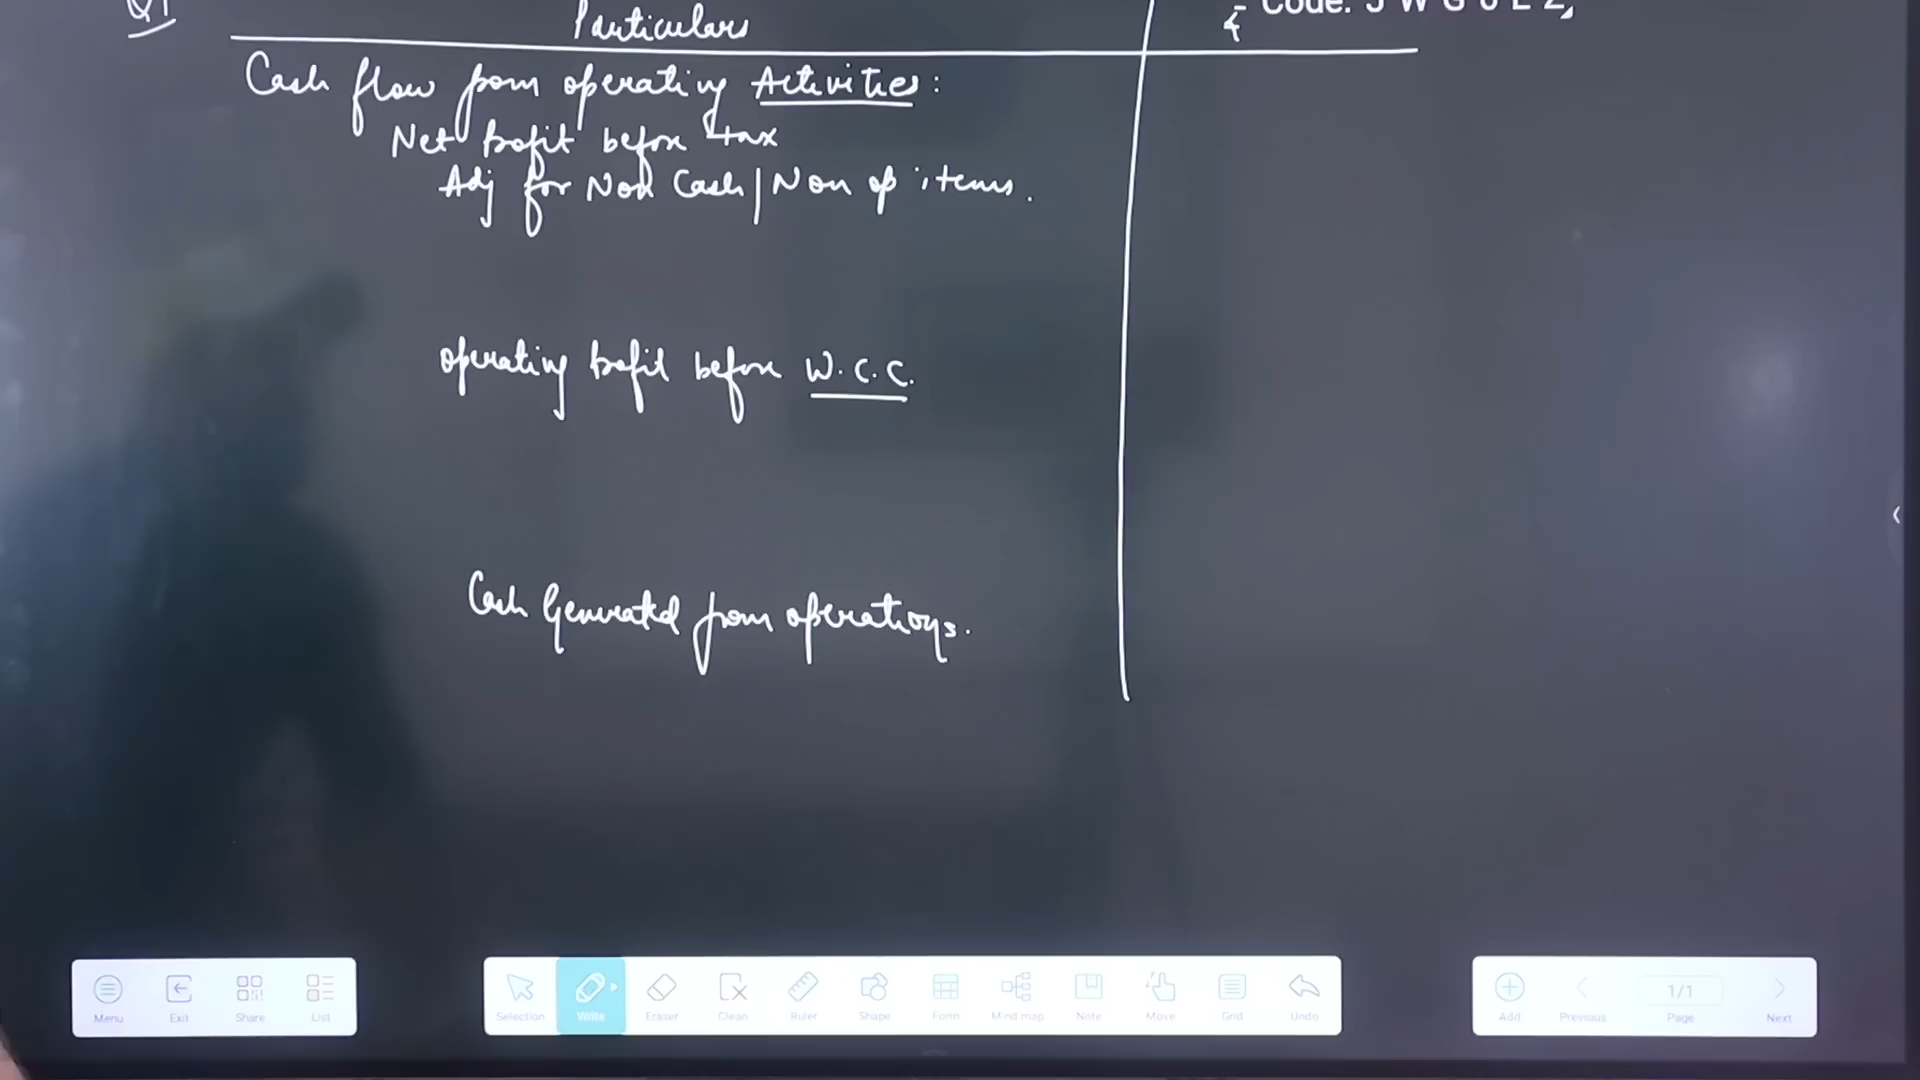 Q1
Particulars
₹
Code: J W G U L Z
Cash flow from operating Activities:
Net Profit before tax
Adj for Non Cash/Non op items.
operating profit before W.C.C.
Cash Generated from operations.
Menu Exit Share List
Selection Write Eraser Clean Ruler Shape Form Mind map Note Move Grid Undo
Add Previous 1/1 Page Next